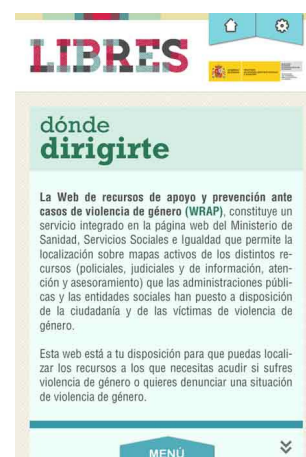 LIBRES
dónde
dirigirte
La Web de recursos de apoyo y prevención ante
casos de violencia de género (WRAP), constituye un
servicio integrado en la página web del Ministerio de
Sanidad, Servicios Sociales e Igualdad que permite la
localización sobre mapas activos de los distintos re-
cursos (policiales, judiciales y de información, aten-
ción y asesoramiento) que las administraciones públi-
cas y las entidades sociales han puesto a disposición
de la ciudadanía y de las víctimas de violencia de
género.
Esta web está a tu disposición para que puedas locali-
zar los recursos a los que necesitas acudir si sufres
violencia de género o quieres denunciar una situación
de violencia de género.
MENÚ